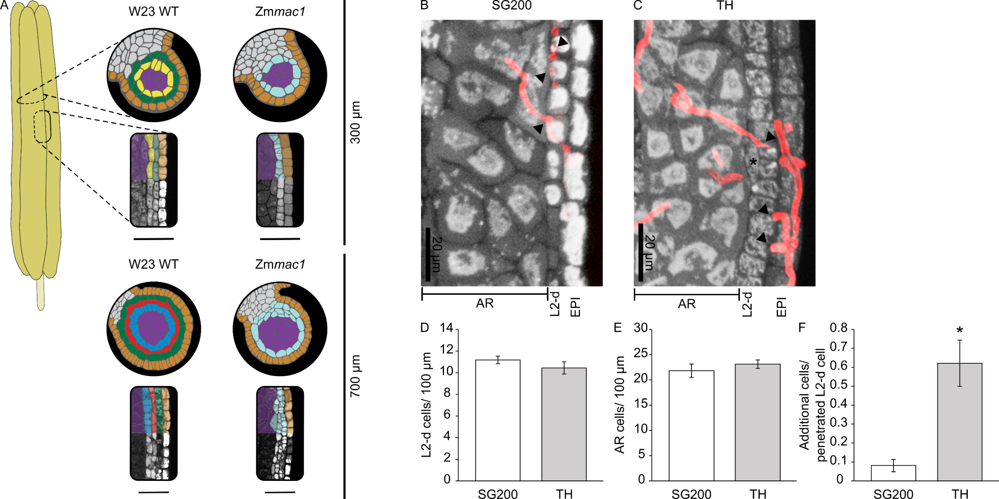 A
W23 WT
Zmmac1
300 µm
W23 WT
Zmmac1
700 µm
B
SG200
20 µm
AR
L2-d
EPI
C
TH
*
20 µm
AR
L2-d
EPI
D
L2-d cells/ 100 µm
14
12
10
8
6
4
2
0
SG200
TH
E
AR cells/ 100 µm
30
25
20
15
10
5
0
SG200
TH
F
Additional cells/
penetrated L2-d cell
0.8
0.7
0.6
0.5
0.4
0.3
0.2
0.1
0
*
SG200
TH